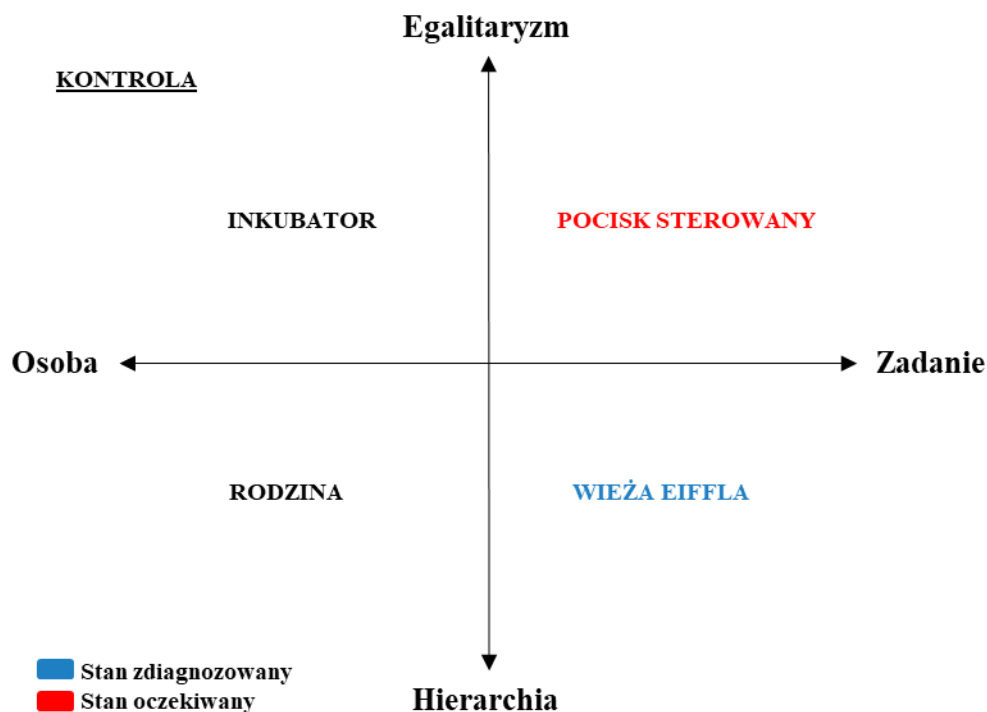 Egalitaryzm
KONTROLA
INKUBATOR
POCISK STEROWANY
Osoba
Zadanie
RODZINA
WIEŻA EIFFLA
Stan zdiagnozowany
Stan oczekiwany
Hierarchia